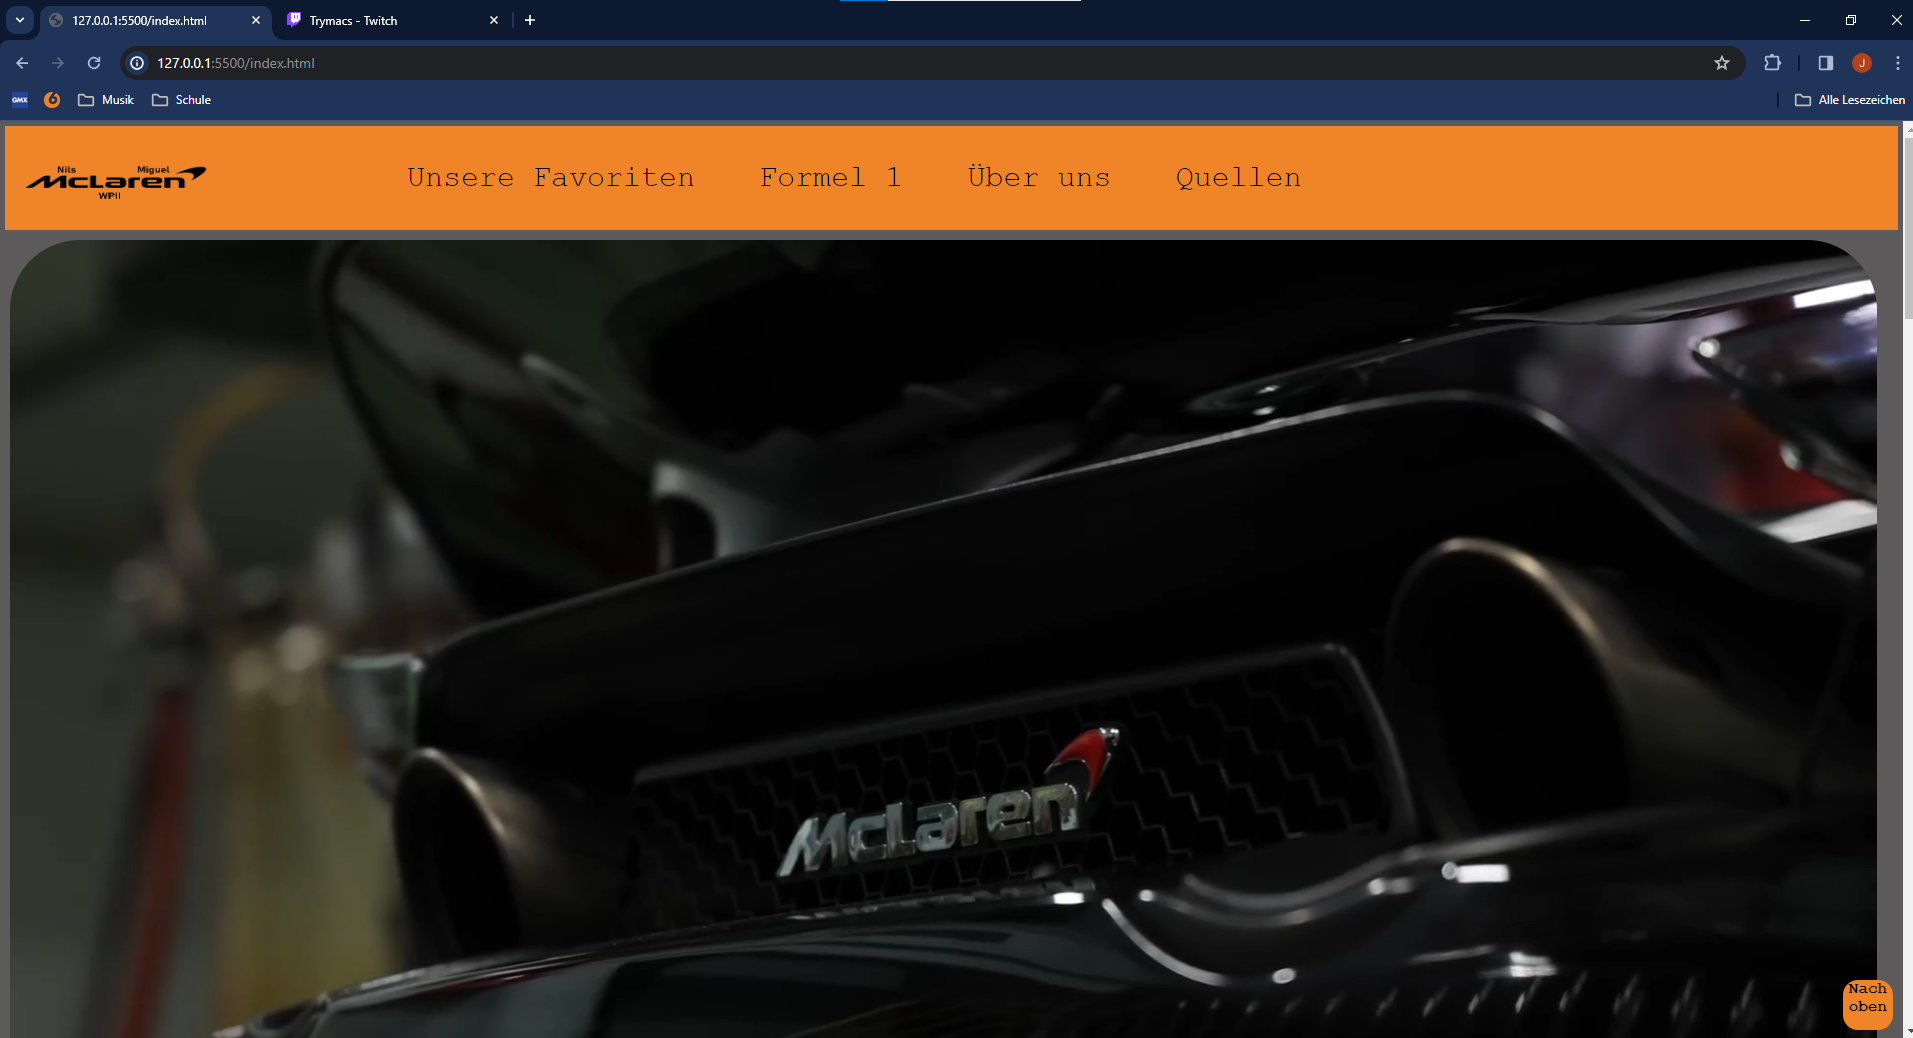 127.0.0.1:5500/index.html
Trymacs - Twitch
127.0.0.1:5500/index.html
J
GMX
Musik
Schule
Alle Lesezeichen
Nils Miguel
McLaren
WPII
Unsere Favoriten
Formel 1
Über uns
Quellen
McLaren
Nach
oben